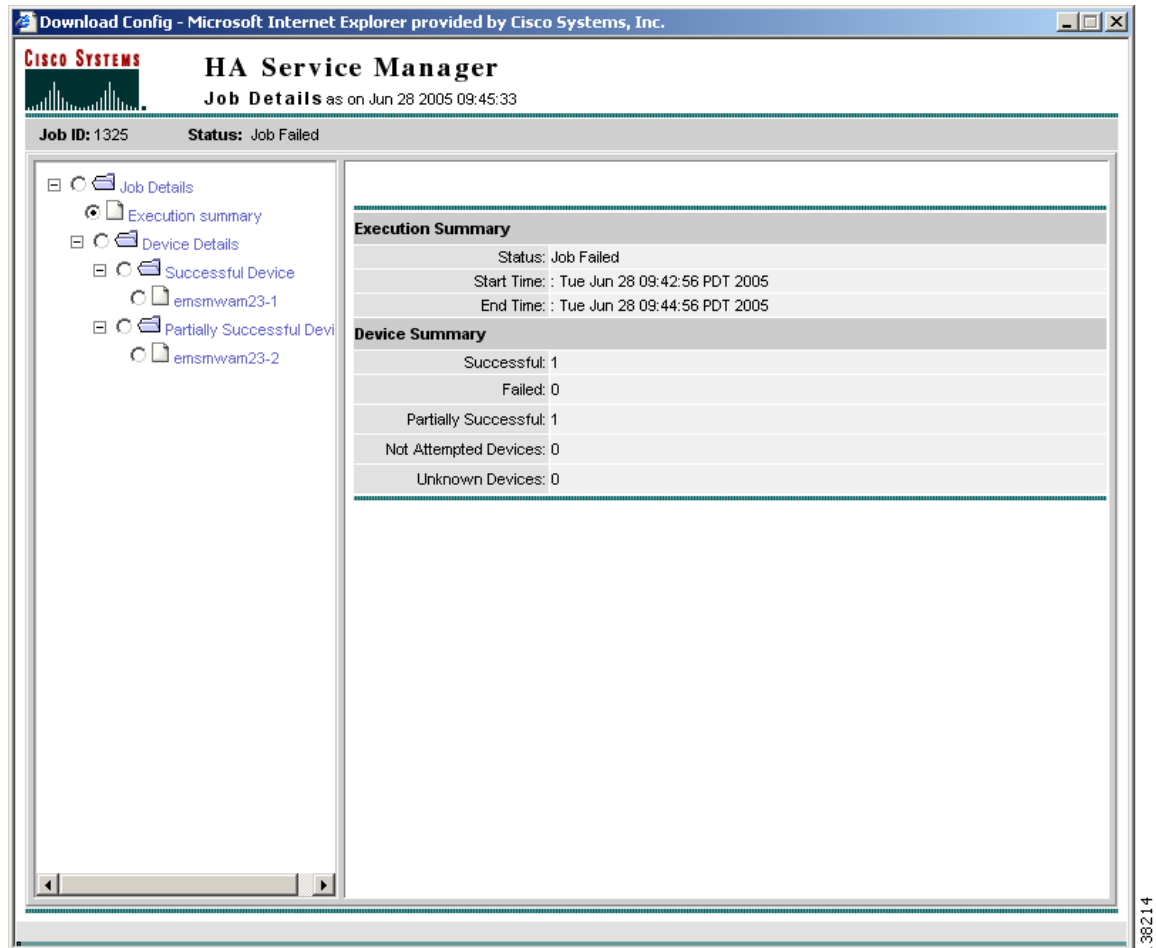 Download Config - Microsoft Internet Explorer provided by Cisco Systems, Inc.
CISCO SYSTEMS
HA Service Manager
Job Details as on Jun 28 2005 09:45:33
Job ID: 1325 Status: Job Failed
Job Details
Execution summary
Device Details
Successful Device
emsmwam23-1
Partially Successful Devi
emsmwam23-2
Execution Summary
Status: Job Failed
Start Time: : Tue Jun 28 09:42:56 PDT 2005
End Time: : Tue Jun 28 09:44:56 PDT 2005
Device Summary
Successful: 1
Failed: 0
Partially Successful: 1
Not Attempted Devices: 0
Unknown Devices: 0
138214